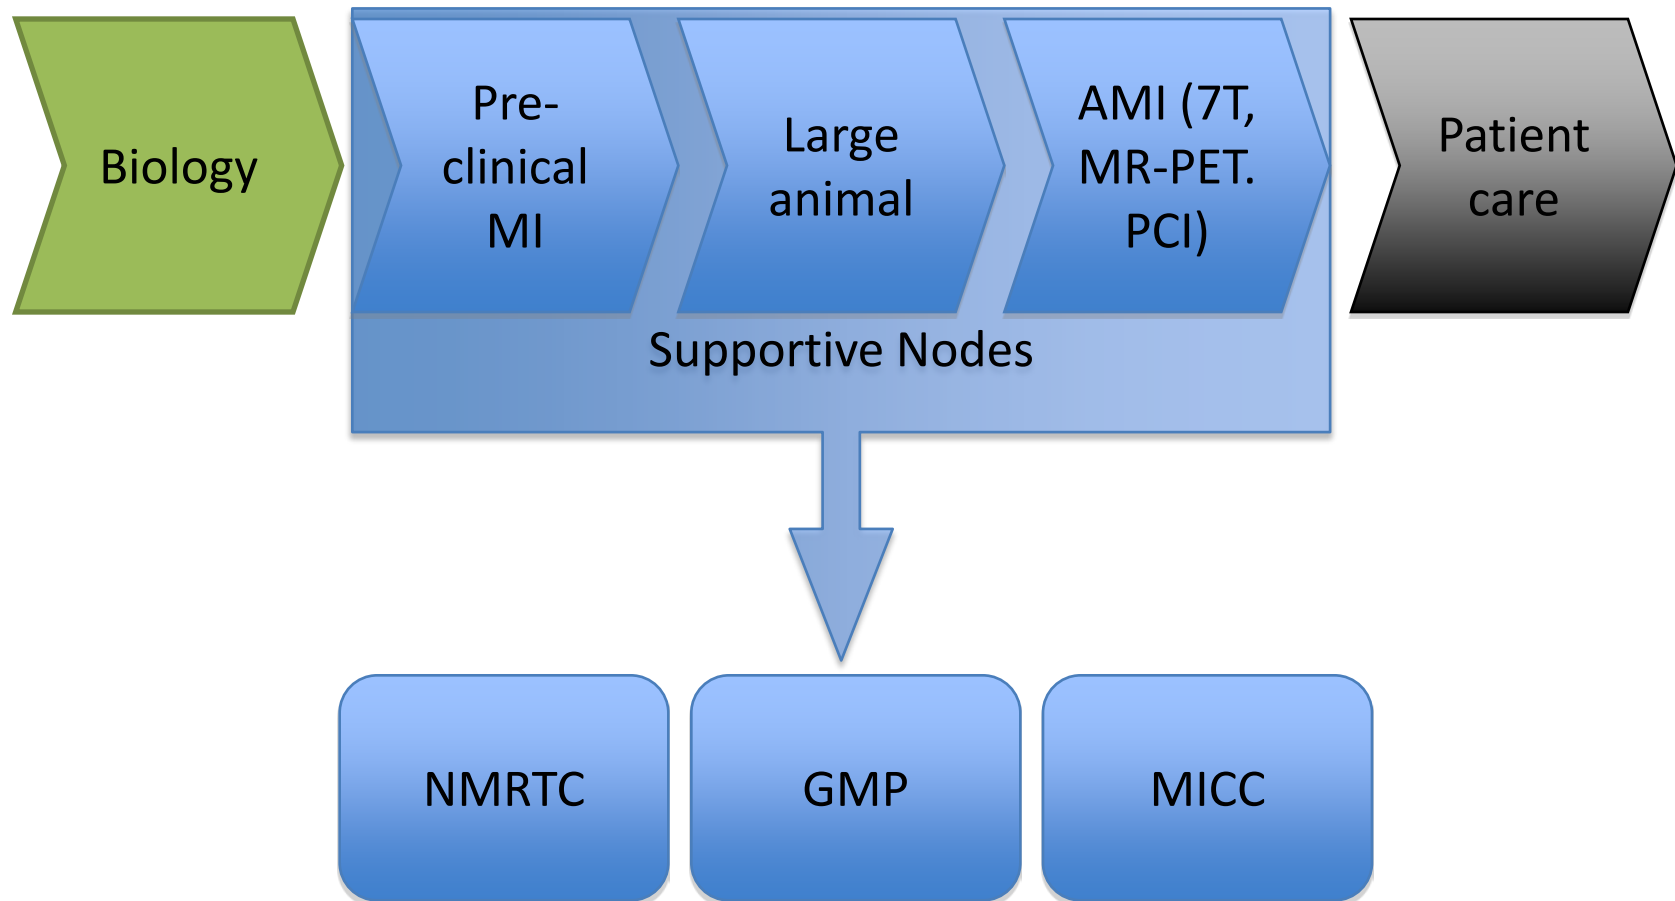 Biology
Pre-
clinical
MI
Large
animal
AMI (7T,
MR-PET.
PCI)
Patient
care
Supportive Nodes
NMRTC
GMP
MICC